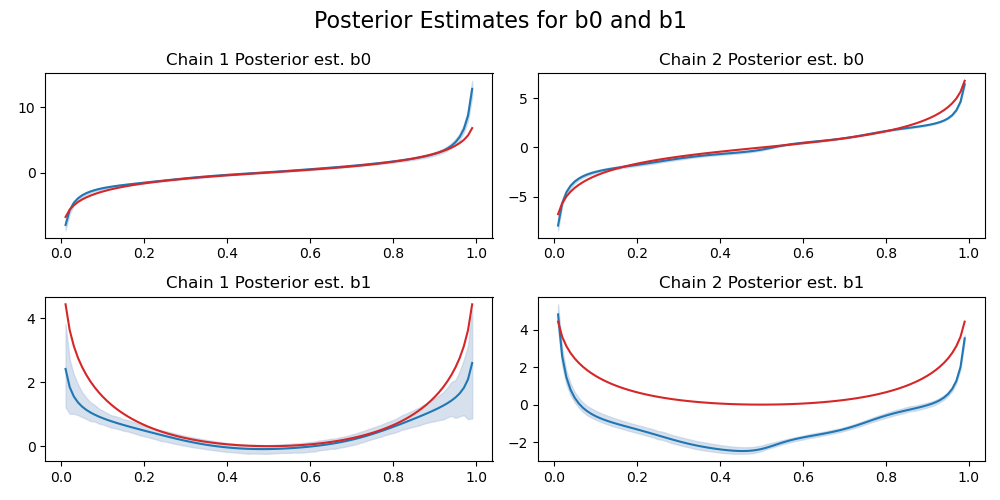 Posterior Estimates for b0 and b1
Chain 1 Posterior est. b0
10
0
0.0 0.2 0.4 0.6 0.8 1.0
Chain 2 Posterior est. b0
5
0
−5
0.0 0.2 0.4 0.6 0.8 1.0
Chain 1 Posterior est. b1
4
2
0
0.0 0.2 0.4 0.6 0.8 1.0
Chain 2 Posterior est. b1
4
2
0
−2
0.0 0.2 0.4 0.6 0.8 1.0